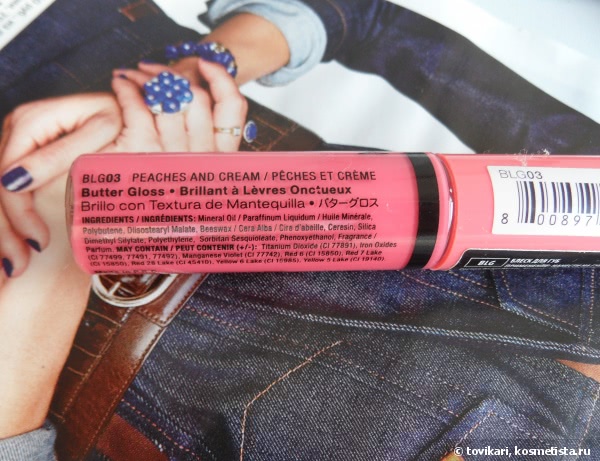 BLG03 PEACHES AND CREAM / PÊCHES ET CRÈME
Butter Gloss • Brillant à Lèvres Onctueux
Brillo con Textura de Mantequilla • バターグロス
INGREDIENTS / INGRÉDIENTS: Mineral Oil / Paraffinum Liquidum / Huile Minérale,
Polybutene, Diisostearyl Malate, Beeswax / Cera Alba / Cire d'abeille, Ceresin, Silica
Dimethyl Silylate, Polyethylene, Sorbitan Sesquioleate, Phenoxyethanol, Fragrance /
Parfum. MAY CONTAIN / PEUT CONTENIR (+/-): Titanium Dioxide (CI 77891), Iron Oxides
(CI 77499, 77491, 77492), Manganese Violet (CI 77742), Red 6 (CI 15850), Red 7 Lake
(CI 15850), Red 28 Lake (CI 45410), Yellow 6 Lake (CI 15985), Yellow 5 Lake (CI 19140).
BLG03
8 00897
BLG
БЛЕСК ДЛЯ ГУБ
© tovikari, kosmetista.ru